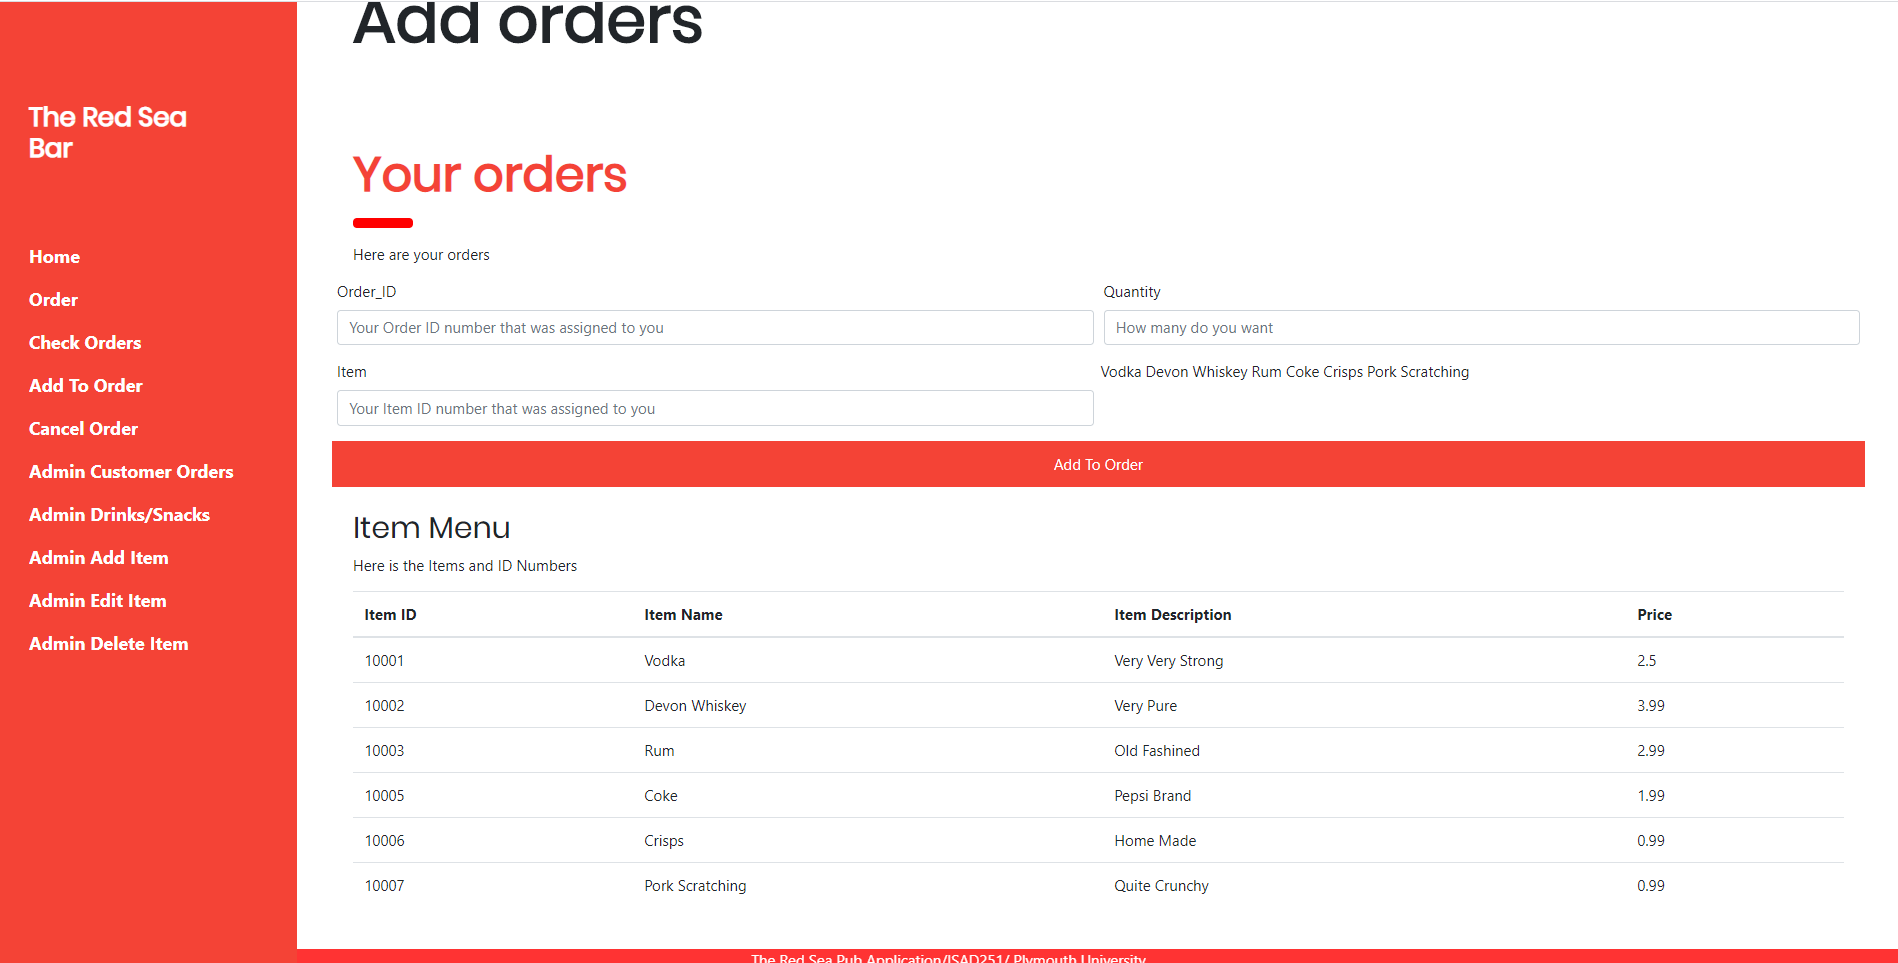 The Red Sea
Bar
Home
Order
Check Orders
Add To Order
Cancel Order
Admin Customer Orders
Admin Drinks/Snacks
Admin Add Item
Admin Edit Item
Admin Delete Item
Add orders
Your orders
Here are your orders
Order_ID
Your Order ID number that was assigned to you
Quantity
How many do you want
Item
Your Item ID number that was assigned to you
Vodka Devon Whiskey Rum Coke Crisps Pork Scratching
Add To Order
Item Menu
Here is the Items and ID Numbers
Item ID Item Name Item Description Price
10001 Vodka Very Very Strong 2.5
10002 Devon Whiskey Very Pure 3.99
10003 Rum Old Fashined 2.99
10005 Coke Pepsi Brand 1.99
10006 Crisps Home Made 0.99
10007 Pork Scratching Quite Crunchy 0.99
The Red Sea Pub Application/ISAD251/ Plymouth University